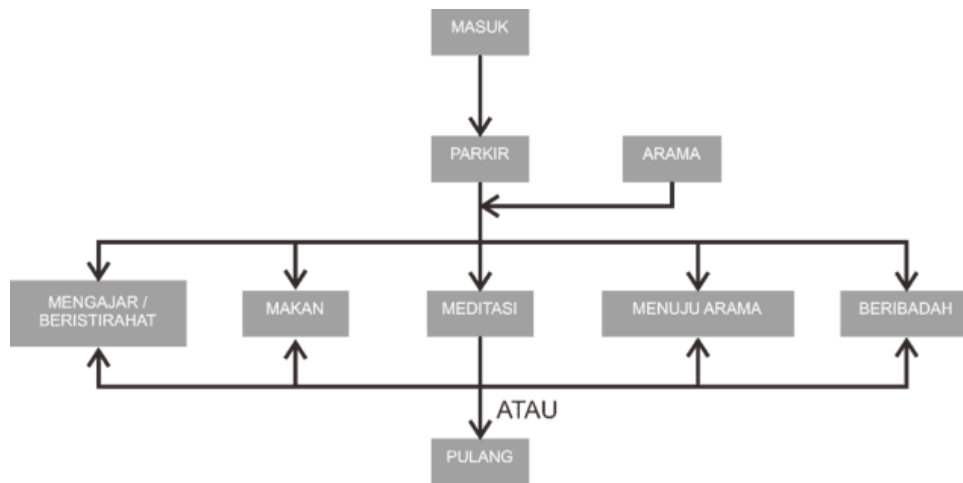 MASUK
PARKIR
ARAMA
MENGAJAR /
BERISTIRAHAT
MAKAN
MEDITASI
MENUJU ARAMA
BERIBADAH
ATAU
PULANG